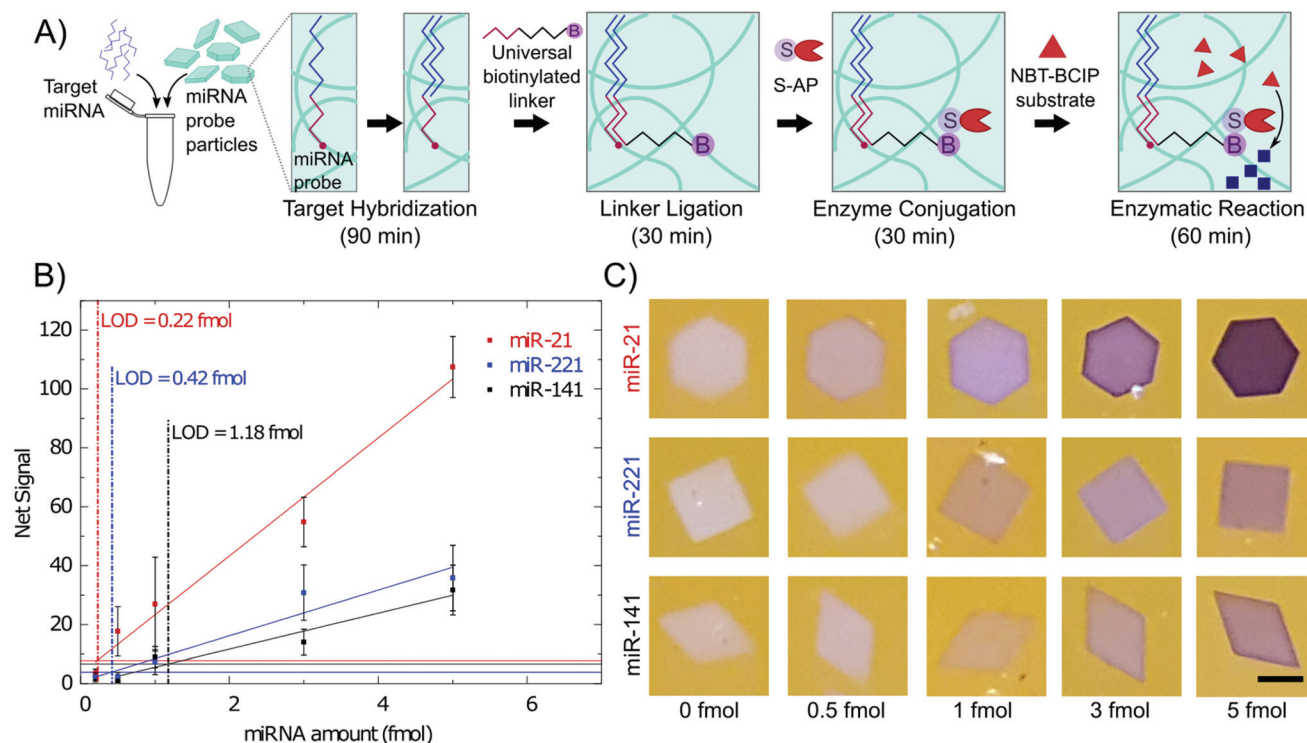 A)
Target
miRNA
miRNA
probe
particles
miRNA
probe
Target Hybridization
(90 min)
B
Universal
biotinylated
linker
B
Linker Ligation
(30 min)
S
S-AP
S
B
Enzyme Conjugation
(30 min)
NBT-BCIP
substrate
S
B
Enzymatic Reaction
(60 min)
B)
Net Signal
120
100
80
60
40
20
0
0
2
4
6
miRNA amount (fmol)
LOD = 0.22 fmol
LOD = 0.42 fmol
LOD = 1.18 fmol
miR-21
miR-221
miR-141
C)
miR-21
miR-221
miR-141
0 fmol
0.5 fmol
1 fmol
3 fmol
5 fmol